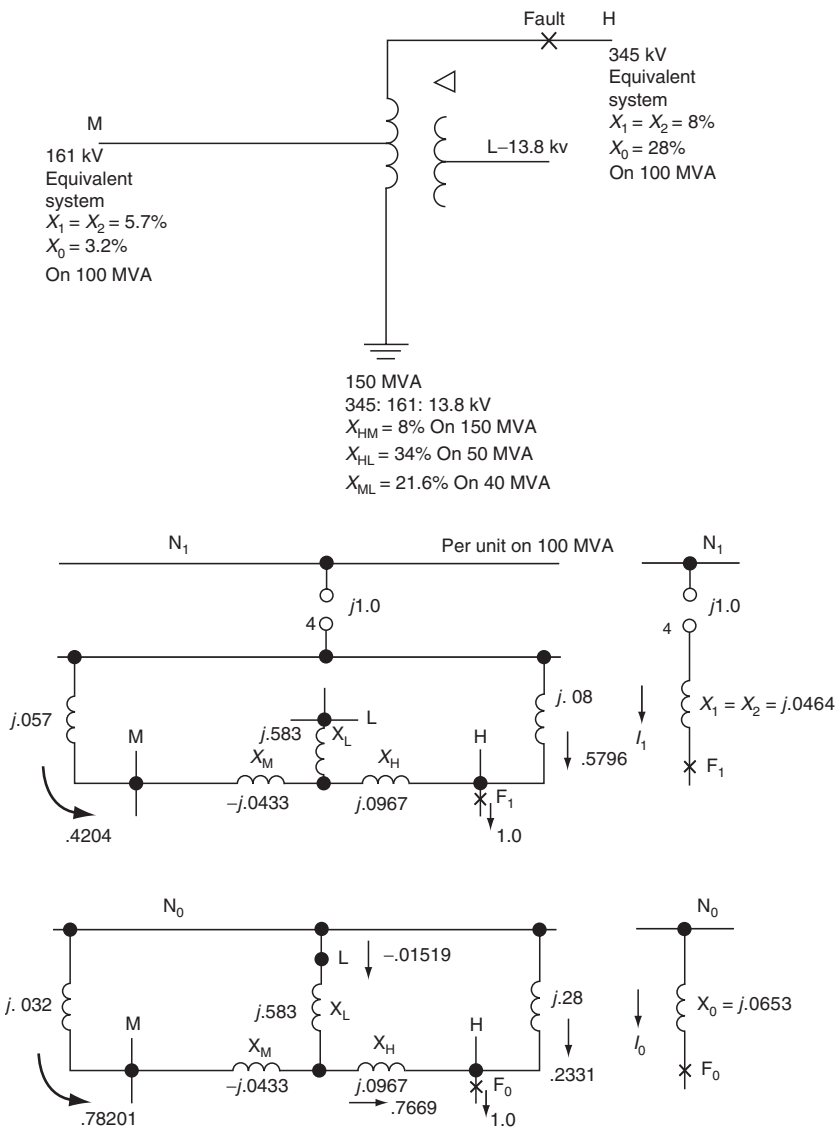 Fault
H
345 kV
Equivalent
system
X1 = X2 = 8%
X0 = 28%
On 100 MVA
M
161 kV
Equivalent
system
X1 = X2 = 5.7%
X0 = 3.2%
On 100 MVA
L–13.8 kv
150 MVA
345: 161: 13.8 kV
XHM = 8% On 150 MVA
XHL = 34% On 50 MVA
XML = 21.6% On 40 MVA
N1
Per unit on 100 MVA
N1
j1.0
4
j1.0
4
j.057
M
XM
–j.0433
j.583
XL
L
XH
j.0967
H
j. 08
.5796
F1
1.0
.4204
I1
X1 = X2 = j.0464
F1
N0
N0
L
–.01519
j. 032
M
XM
–j.0433
j.583
XL
XH
j.0967
.7669
H
j.28
.2331
F0
1.0
.78201
I0
X0 = j.0653
F0